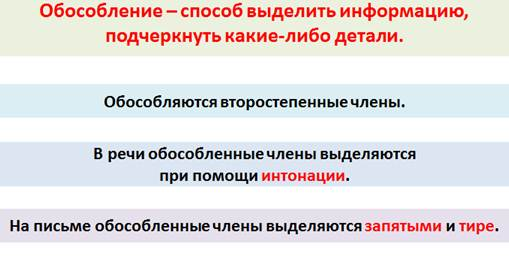 Обособление – способ выделить информацию,
подчеркнуть какие-либо детали.
Обособляются второстепенные члены.
В речи обособленные члены выделяются
при помощи интонации.
На письме обособленные члены выделяются запятыми и тире.